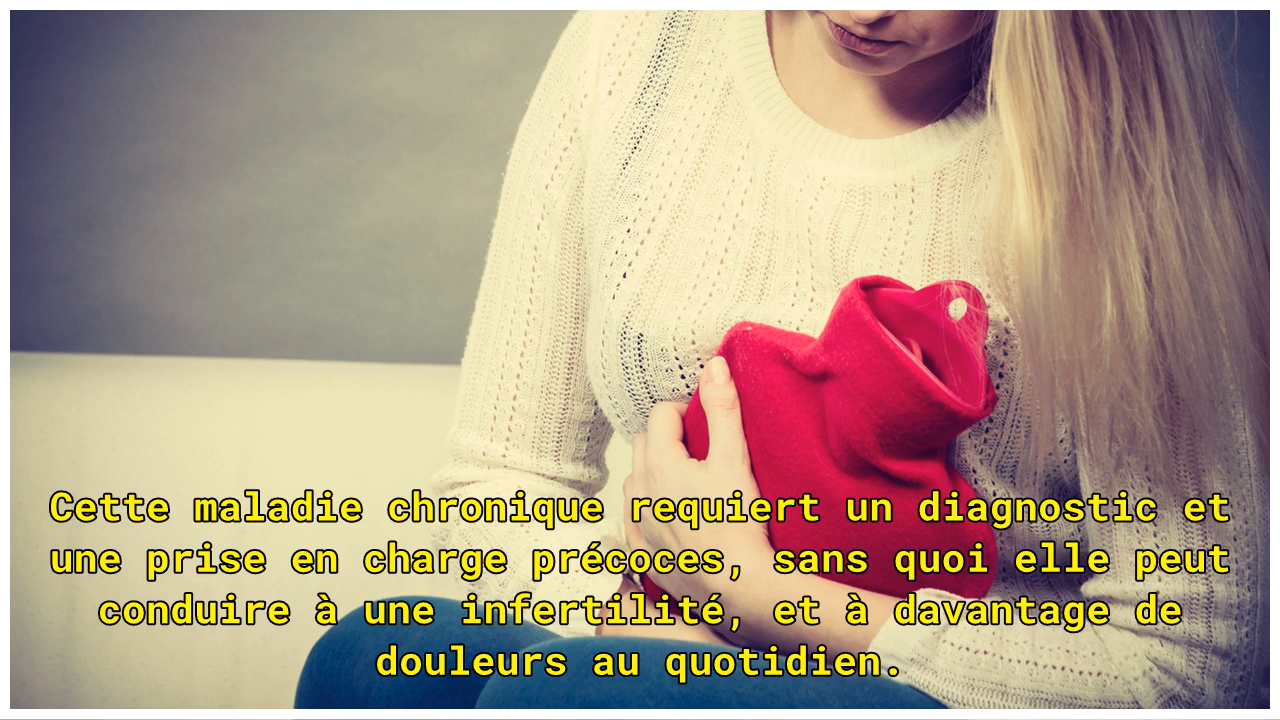 Cette maladie chronique requiert un diagnostic et
une prise en charge précoces, sans quoi elle peut
conduire à une infertilité, et à davantage de
douleurs au quotidien.